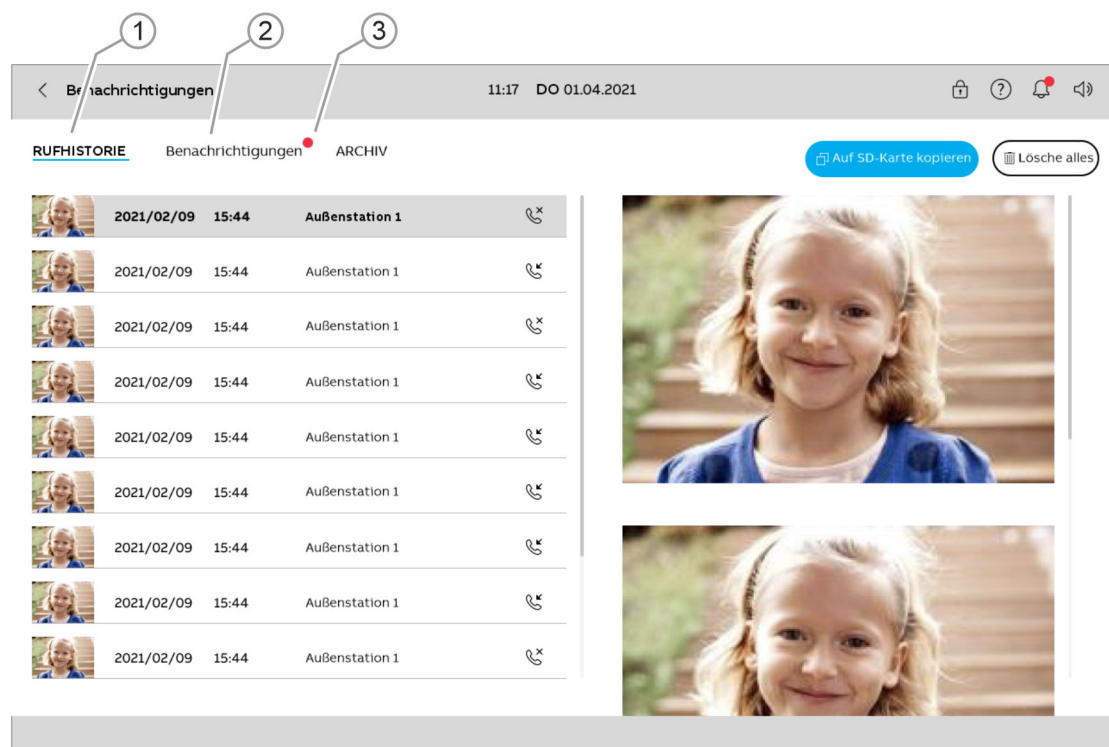 1 2 3
Benachrichtigungen 11:17 DO 01.04.2021
RUFHISTORIE Benachrichtigungen ARCHIV Auf SD-Karte kopieren Lösche alles
2021/02/09 15:44 Außenstation 1
2021/02/09 15:44 Außenstation 1
2021/02/09 15:44 Außenstation 1
2021/02/09 15:44 Außenstation 1
2021/02/09 15:44 Außenstation 1
2021/02/09 15:44 Außenstation 1
2021/02/09 15:44 Außenstation 1
2021/02/09 15:44 Außenstation 1
2021/02/09 15:44 Außenstation 1